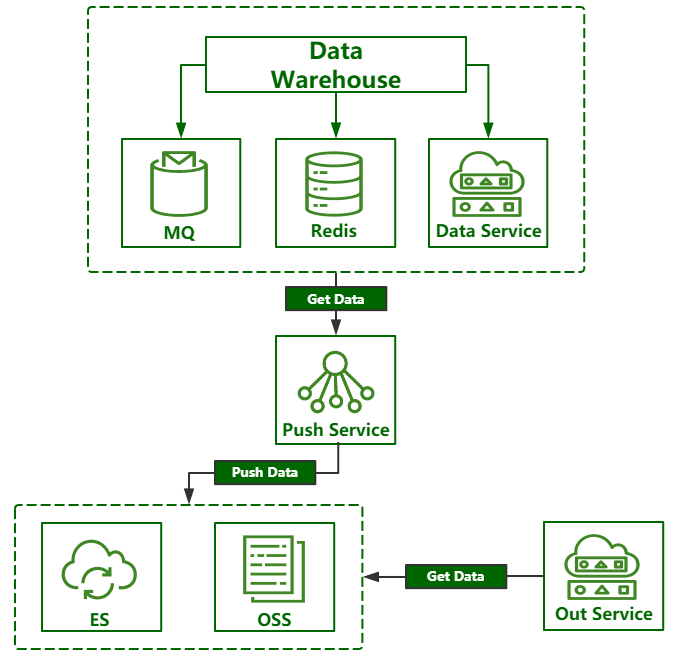 Data
Warehouse
MQ
Redis
Data Service
Get Data
Push Service
Push Data
ES
OSS
Get Data
Out Service